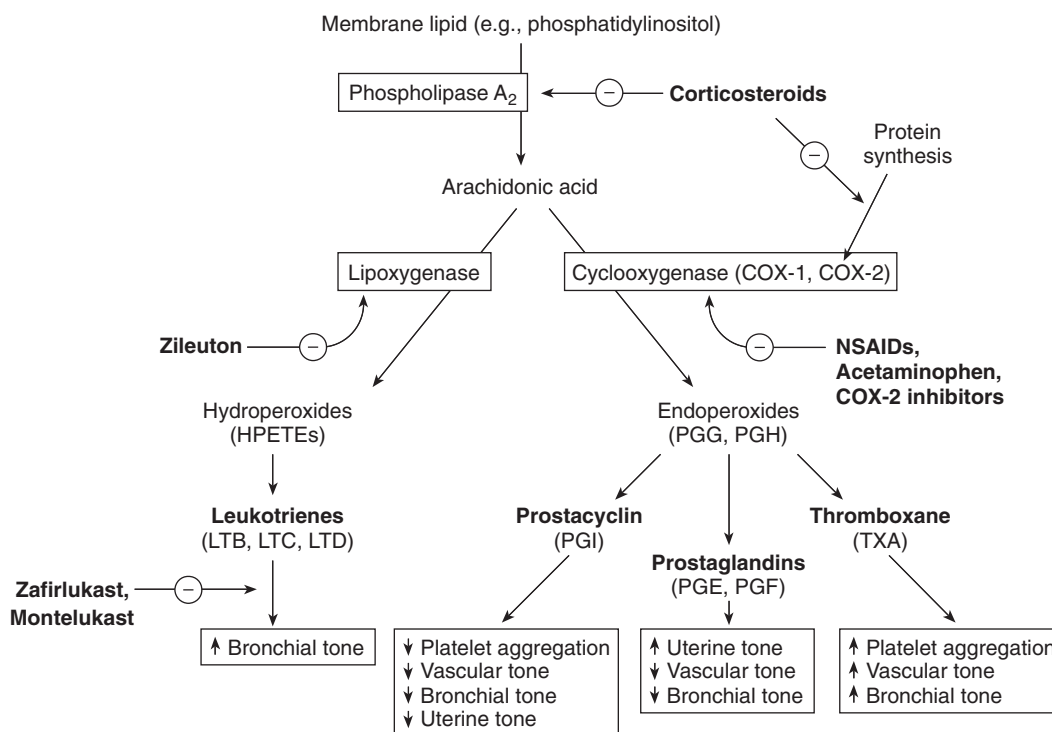 Membrane lipid (e.g., phosphatidylinositol)
Phospholipase A2
−
Corticosteroids
−
Protein
synthesis
Arachidonic acid
Lipoxygenase
Cyclooxygenase (COX-1, COX-2)
Zileuton
−
−
NSAIDs,
Acetaminophen,
COX-2 inhibitors
Hydroperoxides
(HPETEs)
Endoperoxides
(PGG, PGH)
Leukotrienes
(LTB, LTC, LTD)
Prostacyclin
(PGI)
Thromboxane
(TXA)
Prostaglandins
(PGE, PGF)
Zafirlukast,
Montelukast
−
↑ Bronchial tone
↓ Platelet aggregation
↓ Vascular tone
↓ Bronchial tone
↓ Uterine tone
↑ Uterine tone
↓ Vascular tone
↓ Bronchial tone
↑ Platelet aggregation
↑ Vascular tone
↑ Bronchial tone